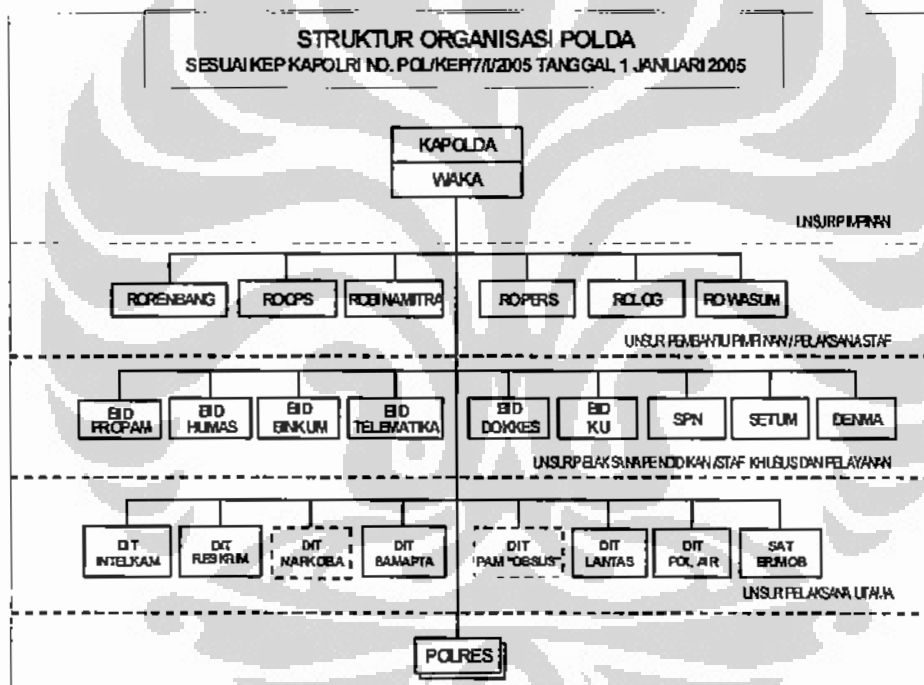 STRUKTUR ORGANISASI POLDA
SESUAI KEP KAPOLRI NO. POL/KEP/7/I/2005 TANGGAL, 1 JANUARI 2005
KAPOLDA
WAKA
UNSUR PIMPINAN
RORENBANG ROOPS ROBINAMITRA ROPERS ROLOG ROWASUM
UNSUR PEMBANTU PIMPINAN / PELAKSANA STAF
BID PROPAM
BID HUMAS
BID BINKUM
BID TELEMATIKA
BID DOKKES
BID KU
SPN
SETUM
DENMA
UNSUR PELAKSANA PENDIDIKAN /STAF KHUSUS DAN PELAYANAN
DIT INTELKAM
DIT RESKRIM
DIT NARKOBA
DIT SAMAPTA
DIT PAM "OBSUS"
DIT LANTAS
DIT POL AIR
SAT BRIMOB
UNSUR PELAKSANA UTAMA
POLRES